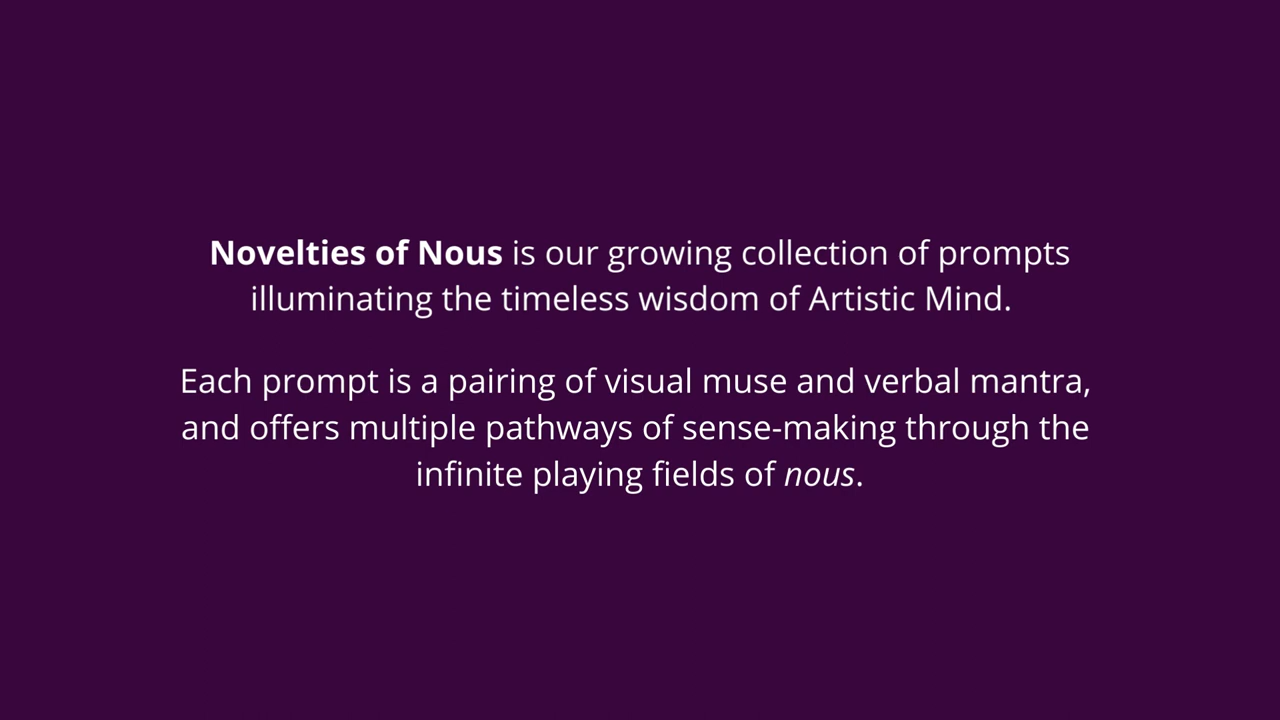 Novelties of Nous is our growing collection of prompts
illuminating the timeless wisdom of Artistic Mind.
Each prompt is a pairing of visual muse and verbal mantra,
and offers multiple pathways of sense-making through the
infinite playing fields of nous.